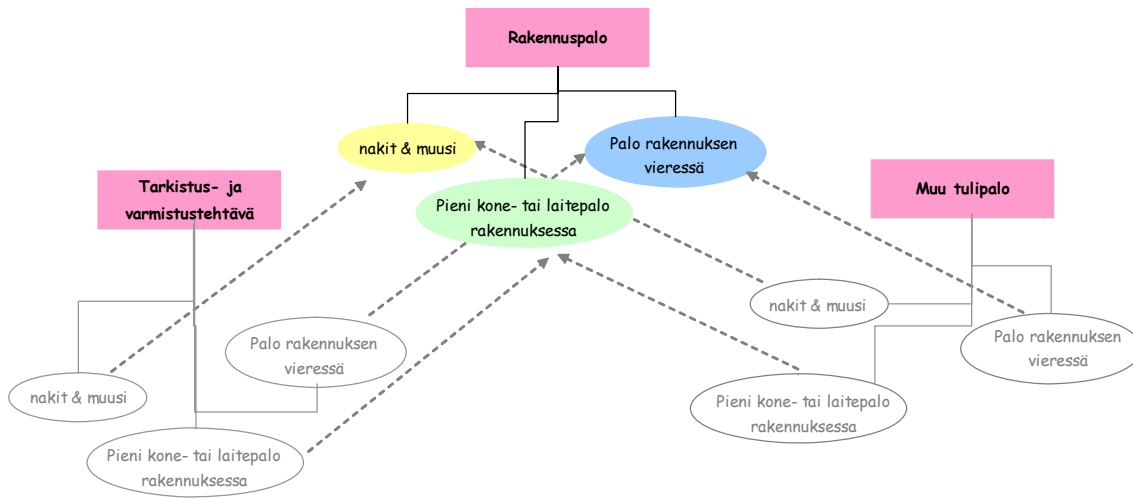 Rakennuspalo
nakit & muusi
Palo rakennuksen
vieressä
Tarkistus- ja
varmistustehtävä
Pieni kone- tai laitepalo
rakennuksessa
Muu tulipalo
nakit & muusi
Palo rakennuksen
vieressä
Palo rakennuksen
vieressä
nakit & muusi
Pieni kone- tai laitepalo
rakennuksessa
Pieni kone- tai laitepalo
rakennuksessa